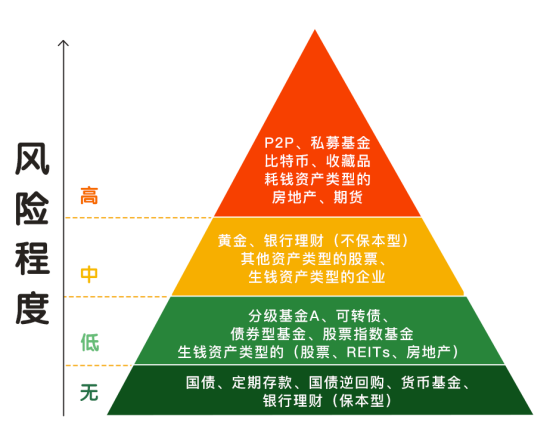 风险程度
高
P2P、私募基金
比特币、收藏品
耗钱资产类型的
房地产、期货
中
黄金、银行理财（不保本型）
其他资产类型的股票、
生钱资产类型的企业
低
分级基金A、可转债、
债券型基金、股票指数基金
生钱资产类型的（股票、REITs、房地产）
无
国债、定期存款、国债逆回购、货币基金、
银行理财（保本型）